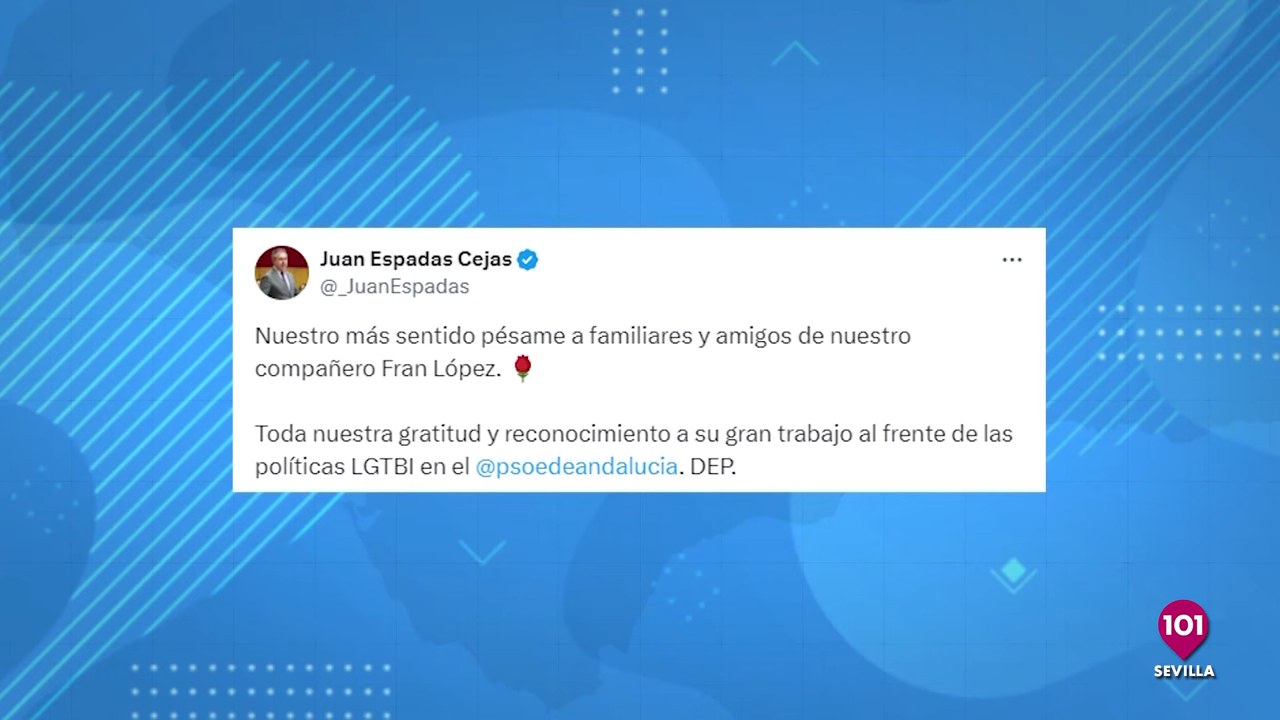 Juan Espadas Cejas
@_JuanEspadas
Nuestro más sentido pésame a familiares y amigos de nuestro
compañero Fran López. 🌹
Toda nuestra gratitud y reconocimiento a su gran trabajo al frente de las
políticas LGTBI en el @psoedeandalucia. DEP.
101
SEVILLA